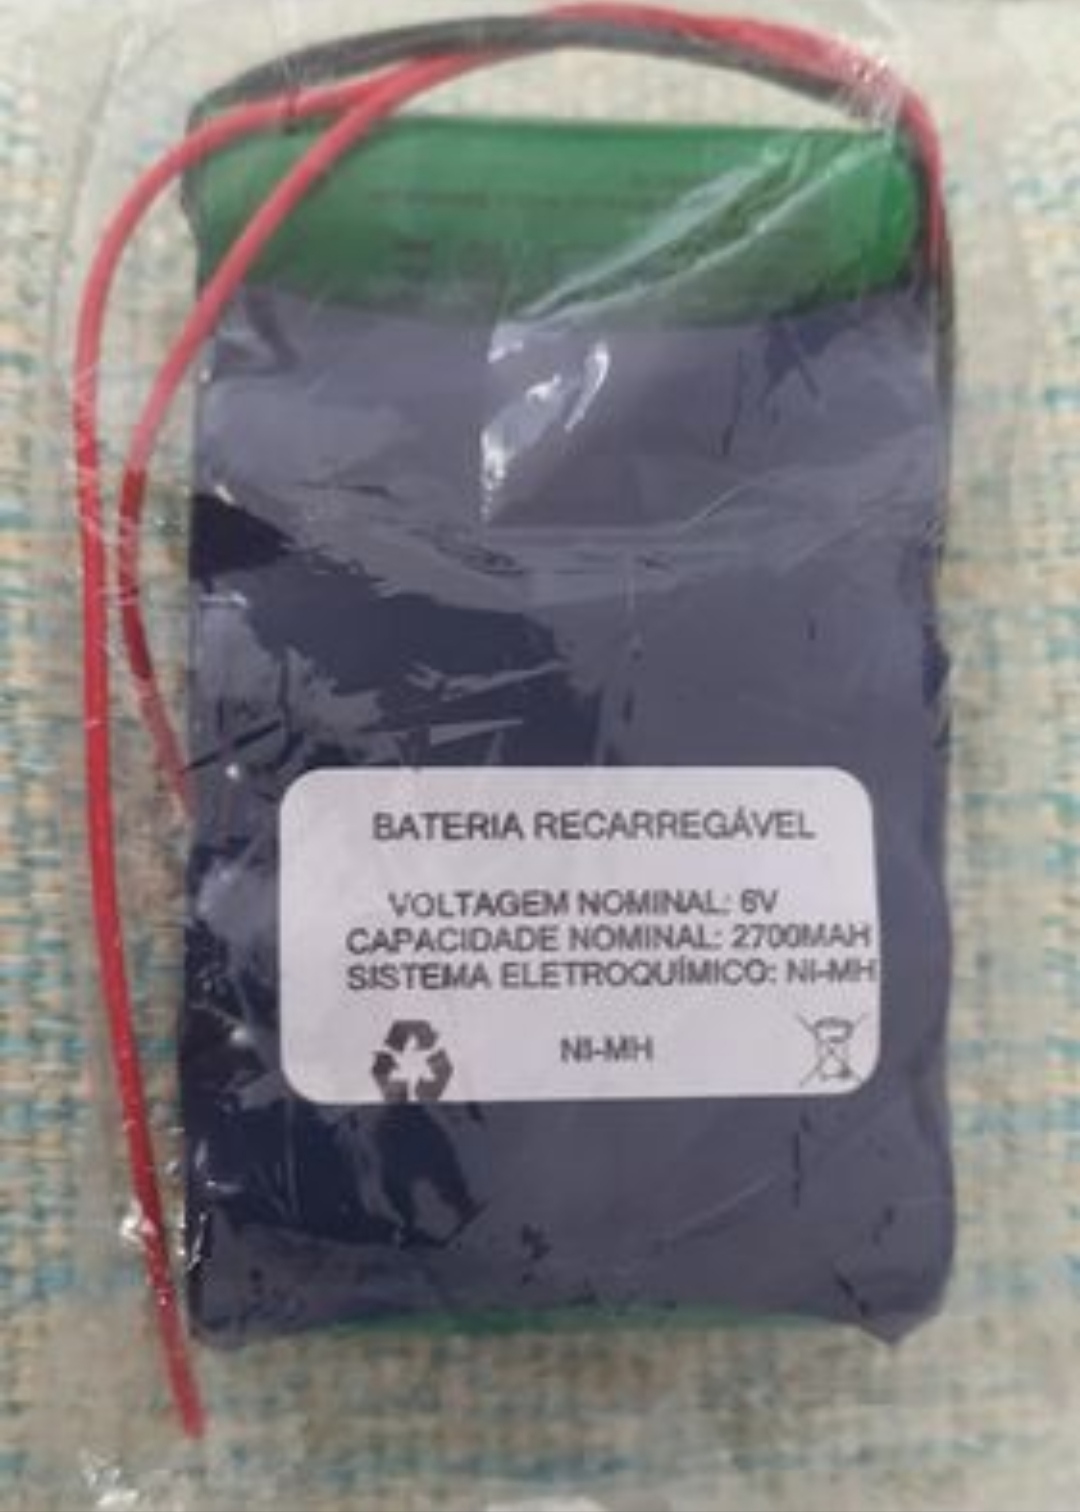 BATERIA RECARREGÁVEL
VOLTAGEM NOMINAL: 6V
CAPACIDADE NOMINAL: 2700MAH
SISTEMA ELETROQUÍMICO: NI-MH
NI-MH